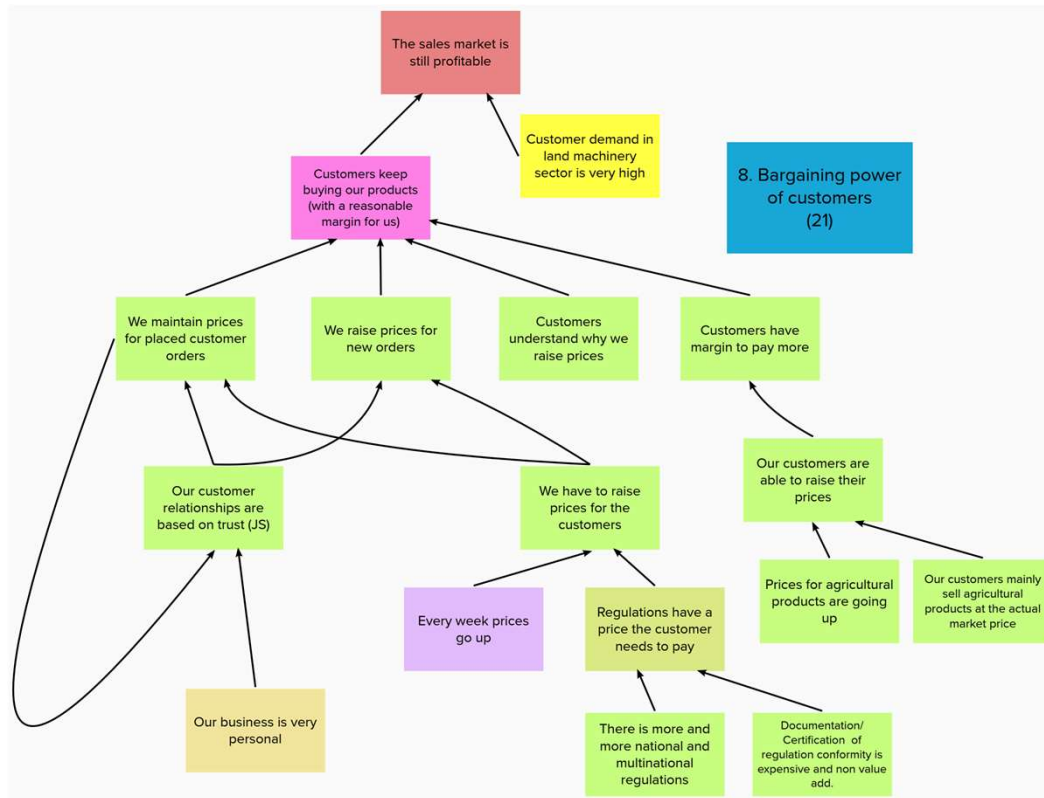 The sales market is
still profitable
Customer demand in
land machinery
sector is very high
Customers keep
buying our products
(with a reasonable
margin for us)
8. Bargaining power
of customers
(21)
We maintain prices
for placed customer
orders
We raise prices for
new orders
Customers
understand why we
raise prices
Customers have
margin to pay more
Our customer
relationships are
based on trust (JS)
We have to raise
prices for the
customers
Our customers are
able to raise their
prices
Every week prices
go up
Regulations have a
price the customer
needs to pay
Prices for agricultural
products are going
up
Our customers mainly
sell agricultural
products at the actual
market price
Our business is very
personal
There is more and
more national and
multinational
regulations
Documentation/
Certification of
regulation conformity is
expensive and non value
add.